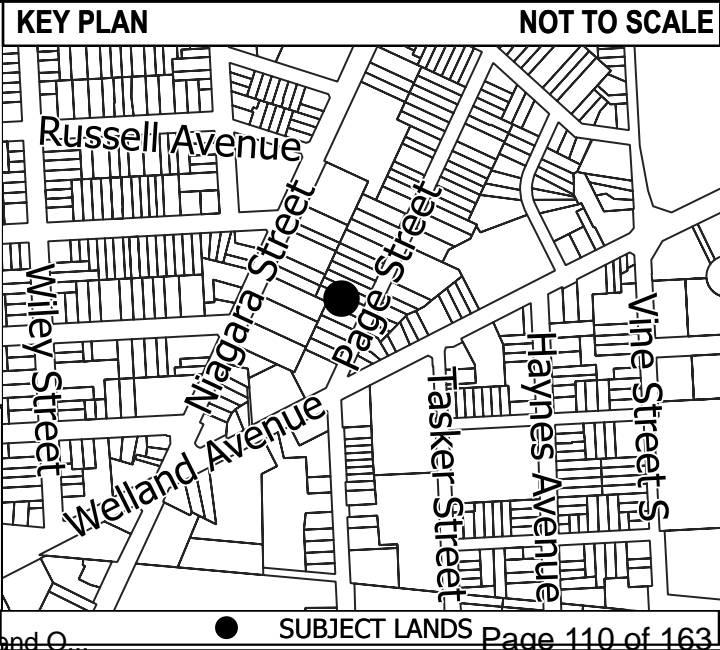 KEY PLAN NOT TO SCALE
Russell Avenue
Niagara Street
Page Street
Wiley Street
Welland Avenue
Tasker Street
Haynes Avenue
Vine Street S
SUBJECT LANDS
Page 110 of 163